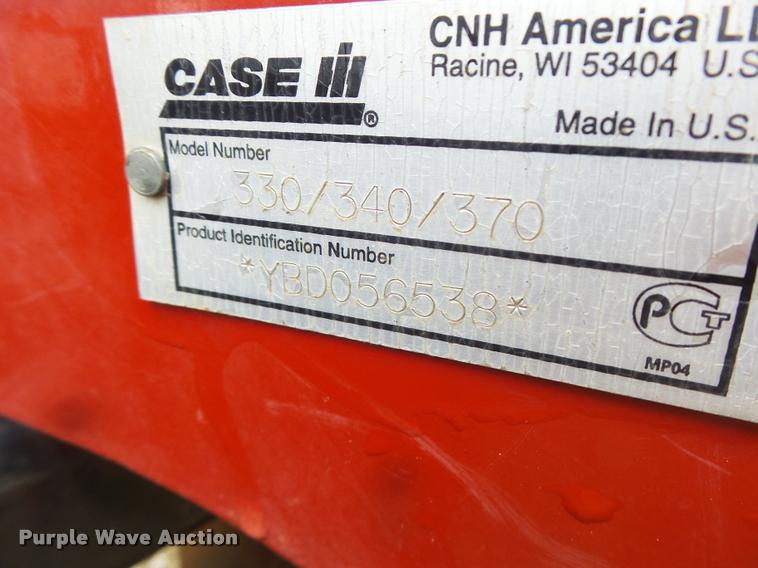 CNH America LL
Racine, WI 53404 U.S.
CASE IH
®
Made In U.S.
Model Number
330/340/370
Product Identification Number
*YBD056538*
PCT
MP04
Purple Wave Auction